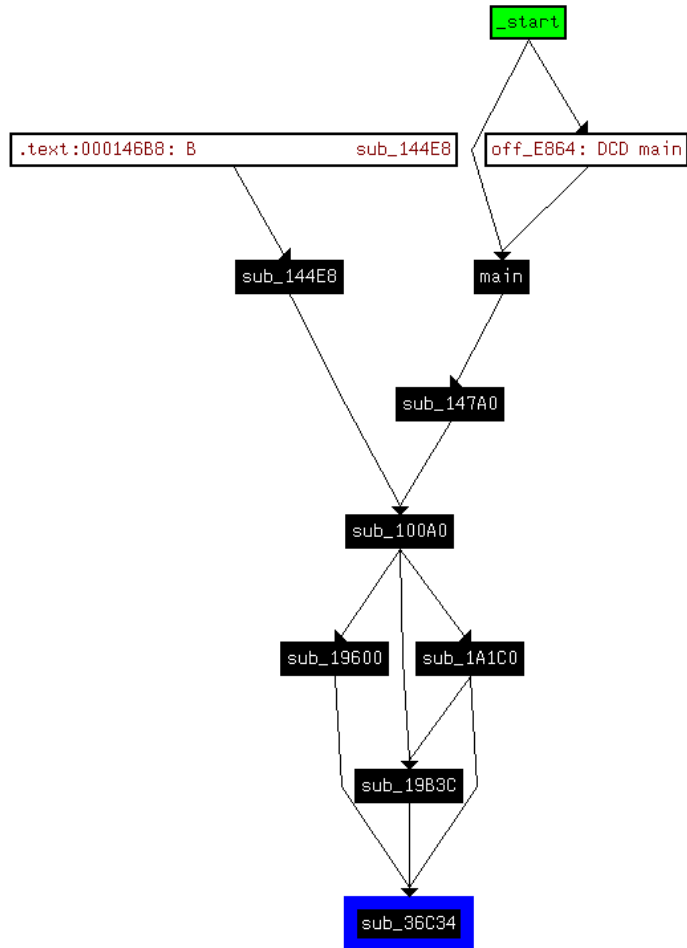 _start
.text:000146B8: B                 sub_144E8
off_E864: DCD main
sub_144E8
main
sub_147A0
sub_100A0
sub_19600
sub_1A1C0
sub_19B3C
sub_36C34